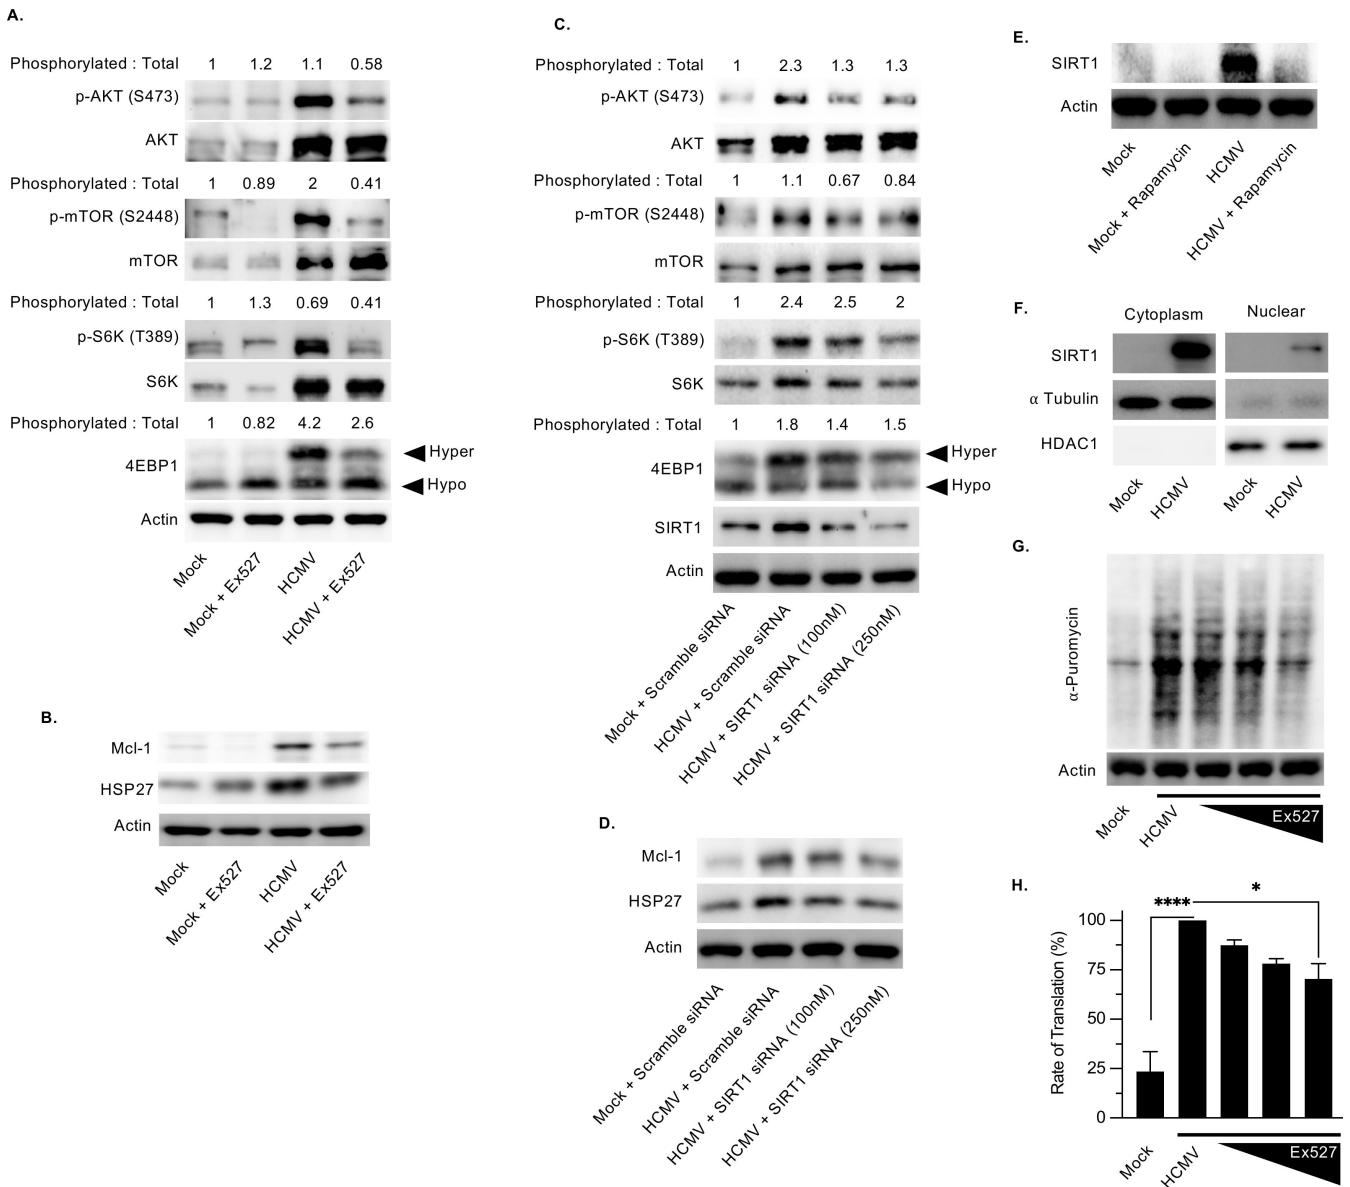 A.
Phosphorylated : Total 1 1.2 1.1 0.58
p-AKT (S473)
AKT
Phosphorylated : Total 1 0.89 2 0.41
p-mTOR (S2448)
mTOR
Phosphorylated : Total 1 1.3 0.69 0.41
p-S6K (T389)
S6K
Phosphorylated : Total 1 0.82 4.2 2.6
4EBP1
Hyper
Hypo
Actin
Mock
Mock + Ex527
HCMV
HCMV + Ex527
B.
Mcl-1
HSP27
Actin
Mock
Mock + Ex527
HCMV
HCMV + Ex527
C.
Phosphorylated : Total 1 2.3 1.3 1.3
p-AKT (S473)
AKT
Phosphorylated : Total 1 1.1 0.67 0.84
p-mTOR (S2448)
mTOR
Phosphorylated : Total 1 2.4 2.5 2
p-S6K (T389)
S6K
Phosphorylated : Total 1 1.8 1.4 1.5
4EBP1
Hyper
Hypo
SIRT1
Actin
Mock + Scramble siRNA
HCMV + Scramble siRNA
HCMV + SIRT1 siRNA (100nM)
HCMV + SIRT1 siRNA (250nM)
D.
Mcl-1
HSP27
Actin
Mock + Scramble siRNA
HCMV + Scramble siRNA
HCMV + SIRT1 siRNA (100nM)
HCMV + SIRT1 siRNA (250nM)
E.
SIRT1
Actin
Mock
Mock + Rapamycin
HCMV
HCMV + Rapamycin
F.
Cytoplasm Nuclear
SIRT1
α Tubulin
HDAC1
Mock
HCMV
Mock
HCMV
G.
α-Puromycin
Actin
Mock
HCMV
Ex527
H.
**** *
Rate of Translation (%)
100
75
50
25
0
Mock
HCMV
Ex527